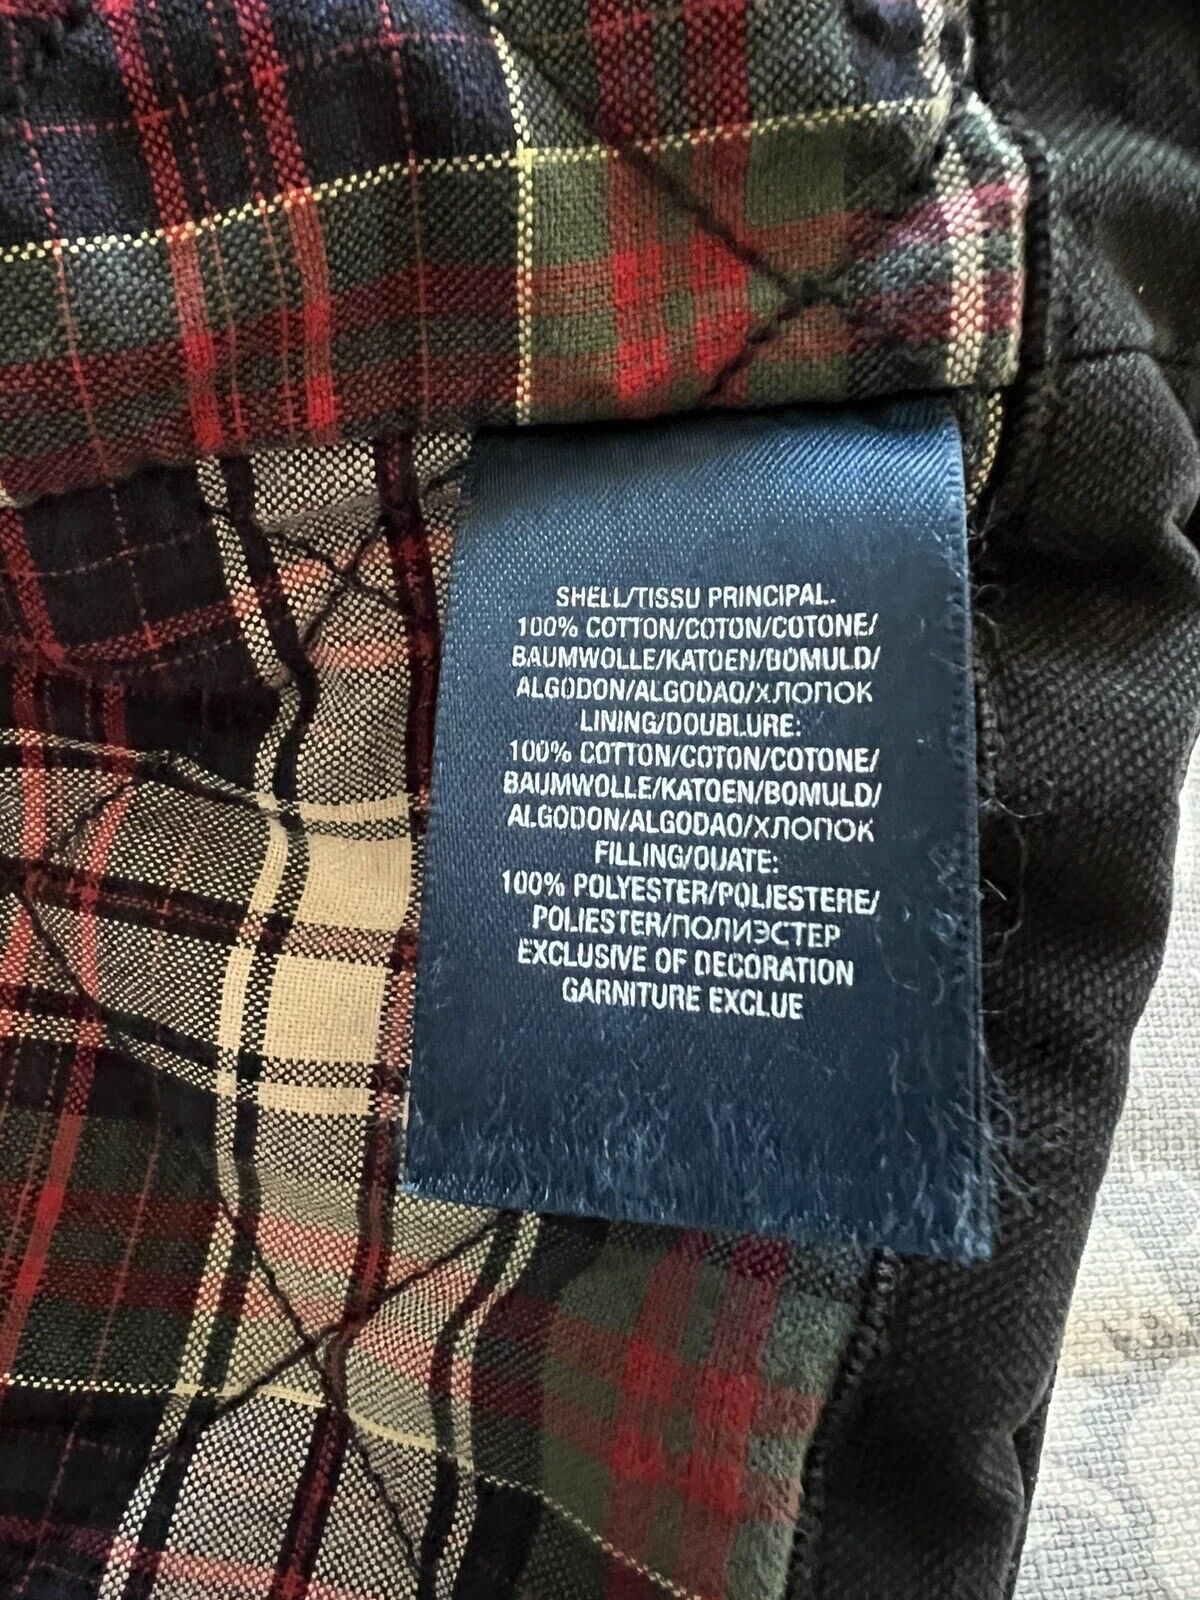 SHELL/TISSU PRINCIPAL.
100% COTTON/COTON/COTONE/
BAUMWOLLE/KATOEN/BOMULD/
ALGODON/ALGODAO/ХЛОПОК
LINING/DOUBLURE:
100% COTTON/COTON/COTONE/
BAUMWOLLE/KATOEN/BOMULD/
ALGODON/ALGODAO/ХЛОПОК
FILLING/OUATE:
100% POLYESTER/POLIESTERE/
POLIESTER/ПОЛИЭСТЕР
EXCLUSIVE OF DECORATION
GARNITURE EXCLUE